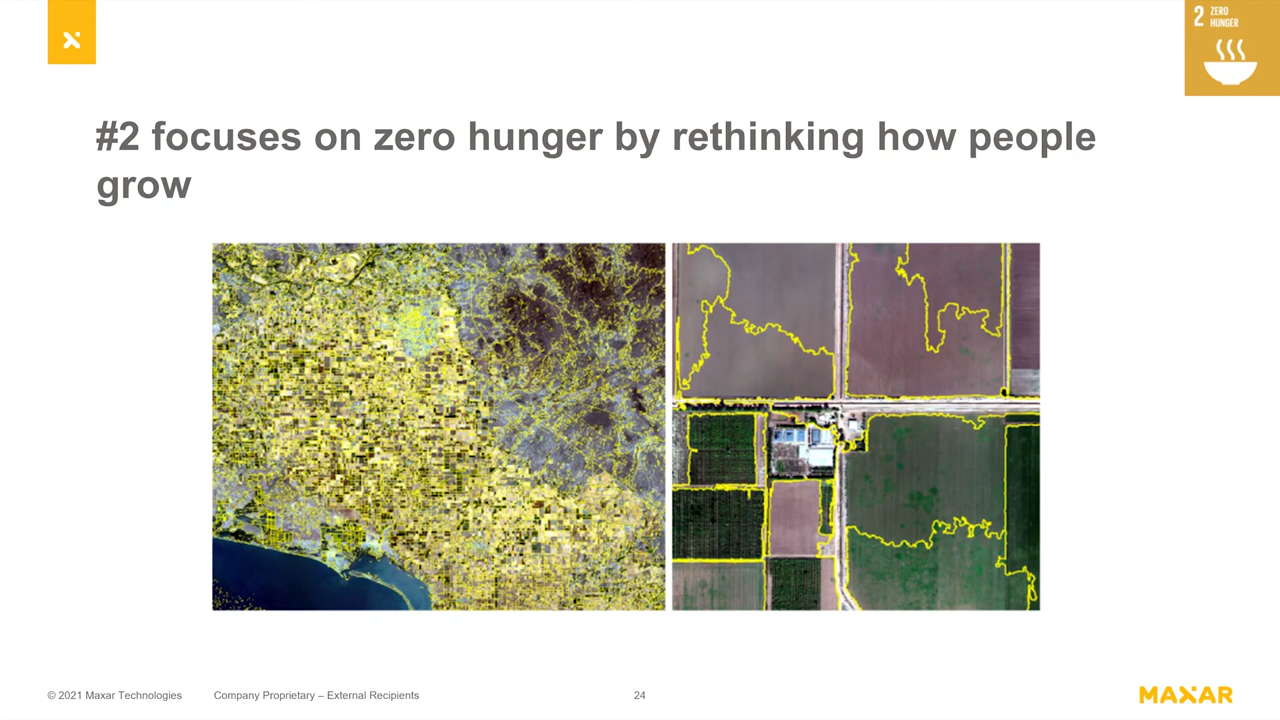 2 ZERO
HUNGER
#2 focuses on zero hunger by rethinking how people
grow
© 2021 Maxar Technologies Company Proprietary – External Recipients 24
MAXAR